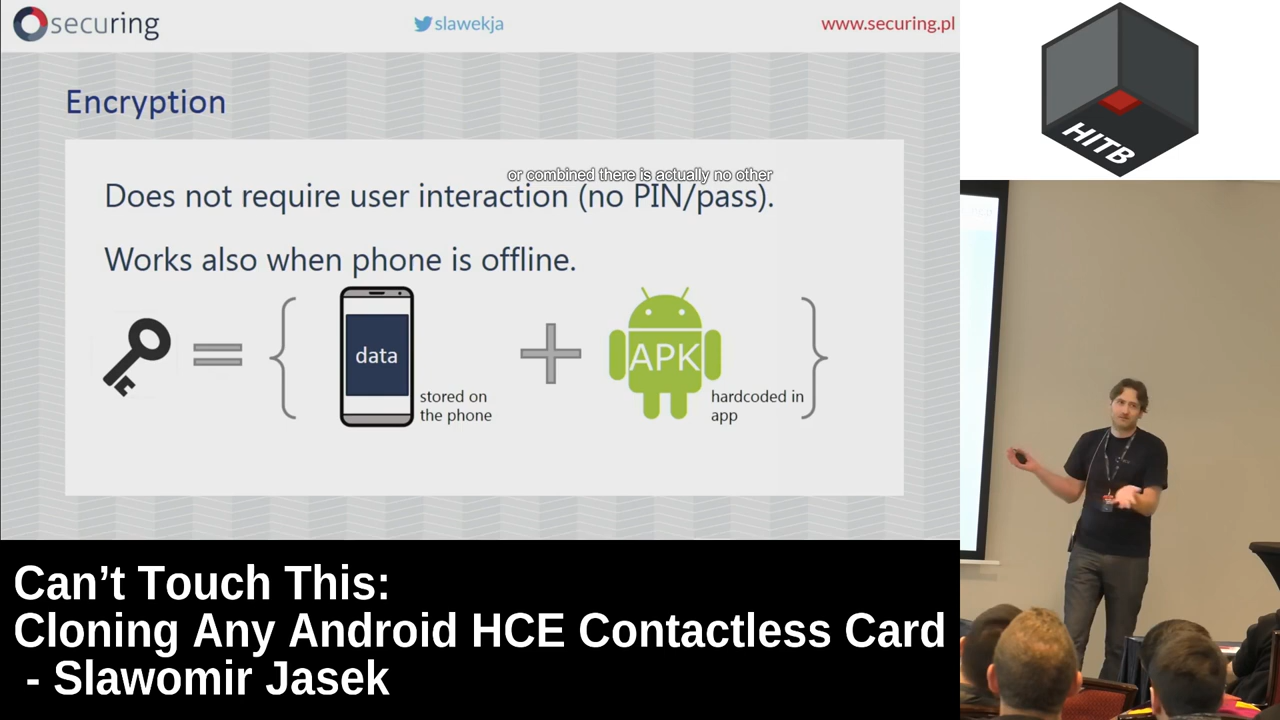 securing
slawekja
www.securing.pl
Encryption
or combined there is actually no other
Does not require user interaction (no PIN/pass).
Works also when phone is offline.
data
stored on
the phone
APK
hardcoded in
app
HITB
Can’t Touch This:
Cloning Any Android HCE Contactless Card
- Slawomir Jasek